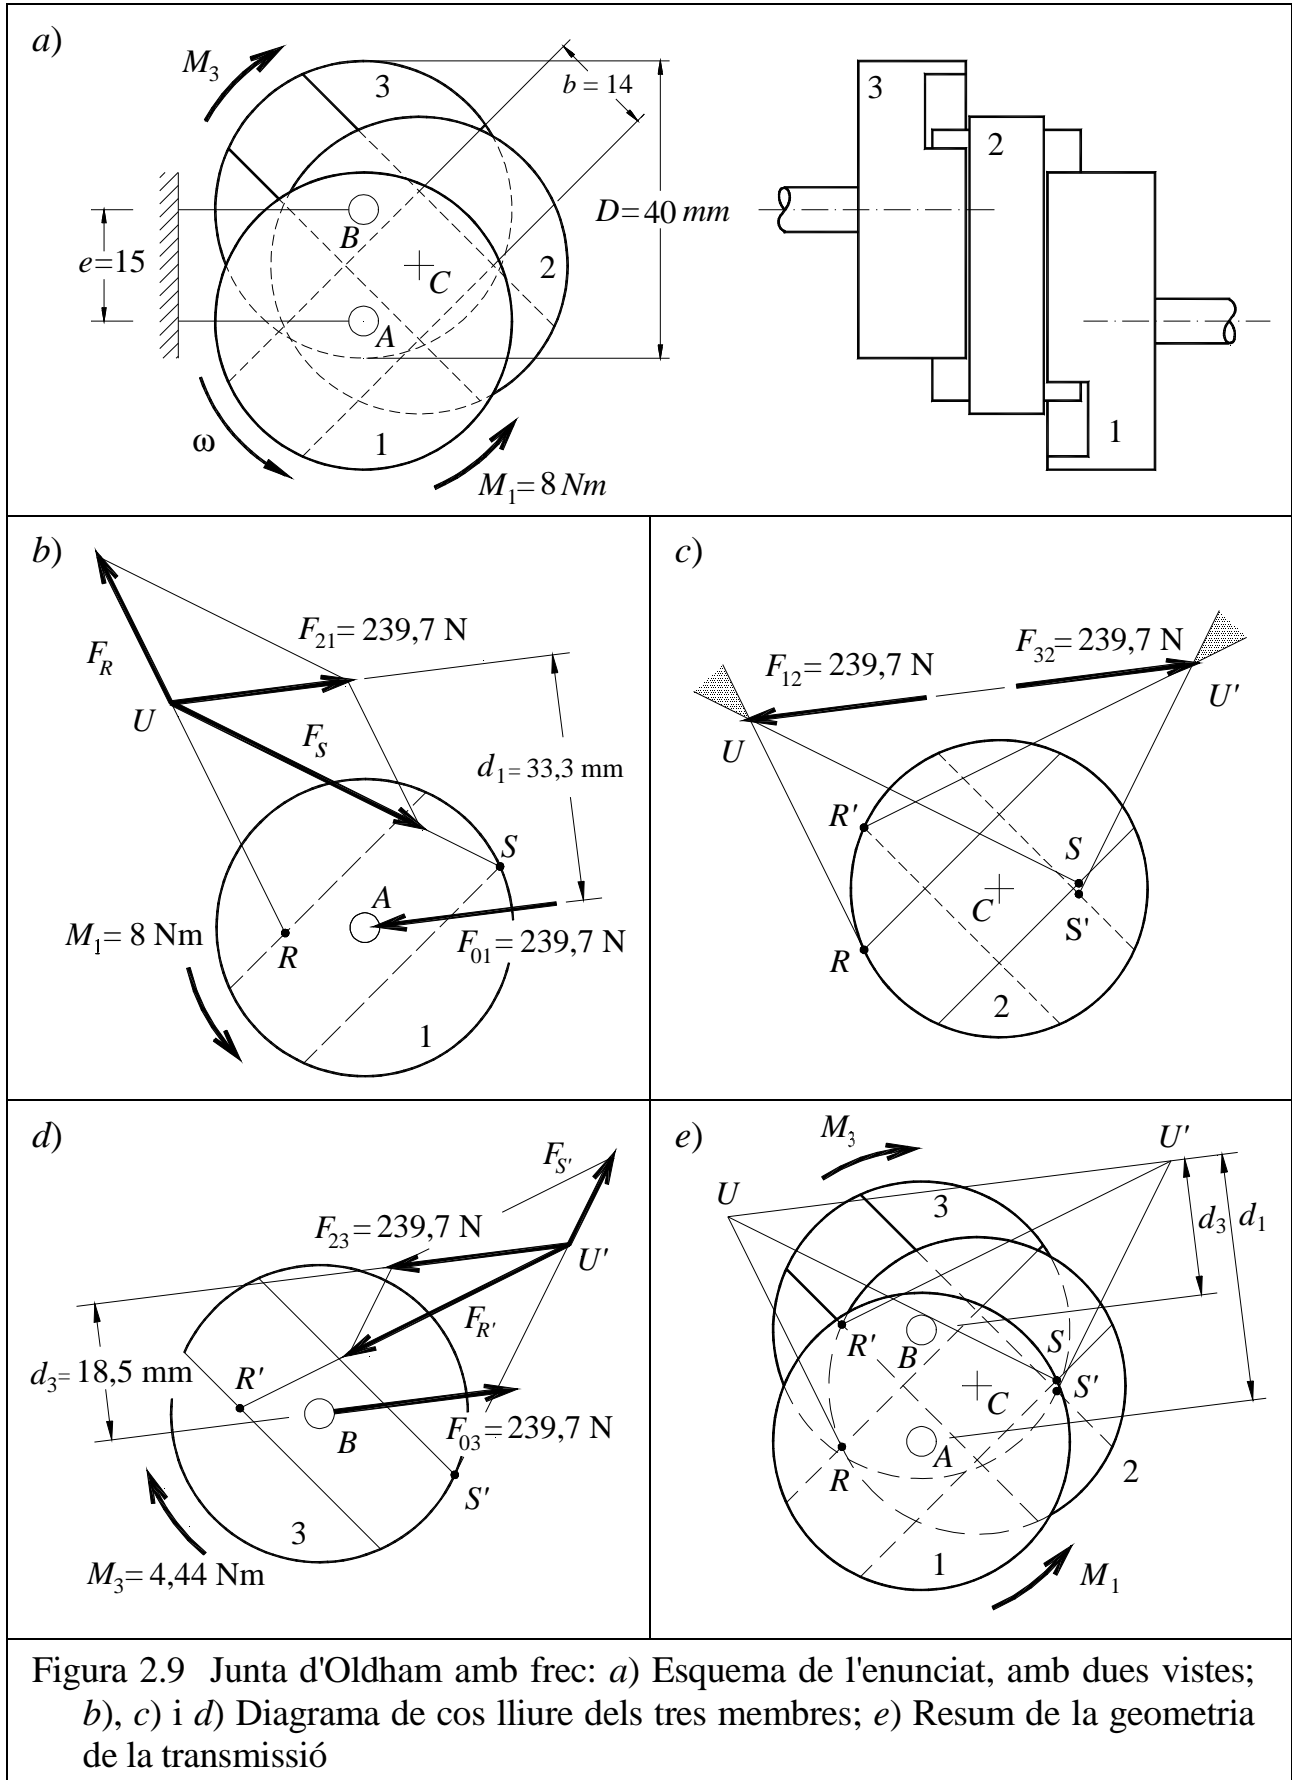 a)
M3
3
b = 14
D=40 mm
B
e=15
C
2
A
ω
1
M1= 8 Nm
3
2
1
b)
F21= 239,7 N
FR
U
FS
d1= 33,3 mm
S
A
M1= 8 Nm
R
F01= 239,7 N
1
c)
F32= 239,7 N
F12= 239,7 N
U'
U
R'
S
C
S'
R
2
d)
FS'
F23= 239,7 N
U'
FR'
d3= 18,5 mm
R'
F03= 239,7 N
B
S'
3
M3= 4,44 Nm
e)
M3
U'
U
3
d3
d1
R'
B
S
C
S'
A
R
2
1
M1
Figura 2.9 Junta d'Oldham amb frec: a) Esquema de l'enunciat, amb dues vistes;
b), c) i d) Diagrama de cos lliure dels tres membres; e) Resum de la geometria
de la transmissió